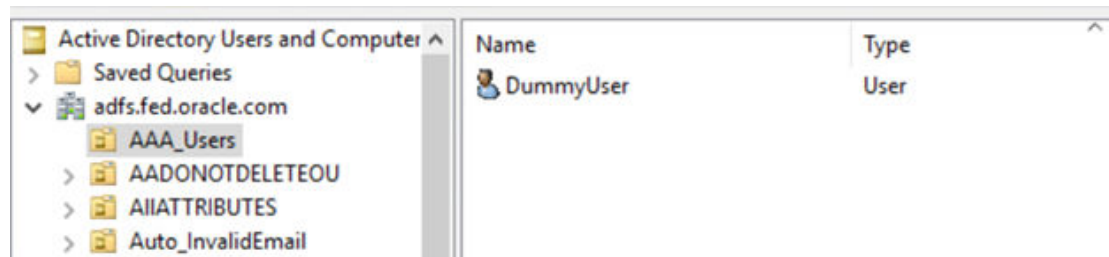 Active Directory Users and Computer
Saved Queries
adfs.fed.oracle.com
AAA_Users
AADONOTDELETEOU
AllATTRIBUTES
Auto_InvalidEmail
Name Type
DummyUser User